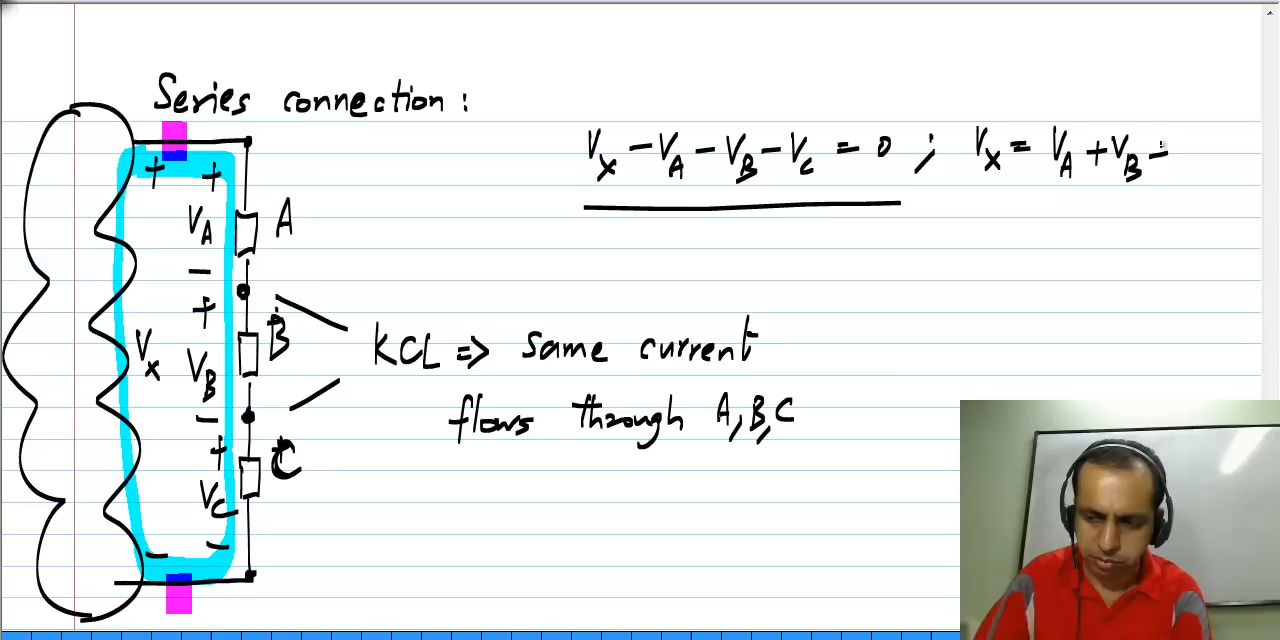 Series connection :
Vx - VA - VB - VC = 0 ; Vx = VA + VB -
+ +
VA A
-
+
B
Vx VB
KCL => same current
-
flows through A, B, C
+
C
VC
- -